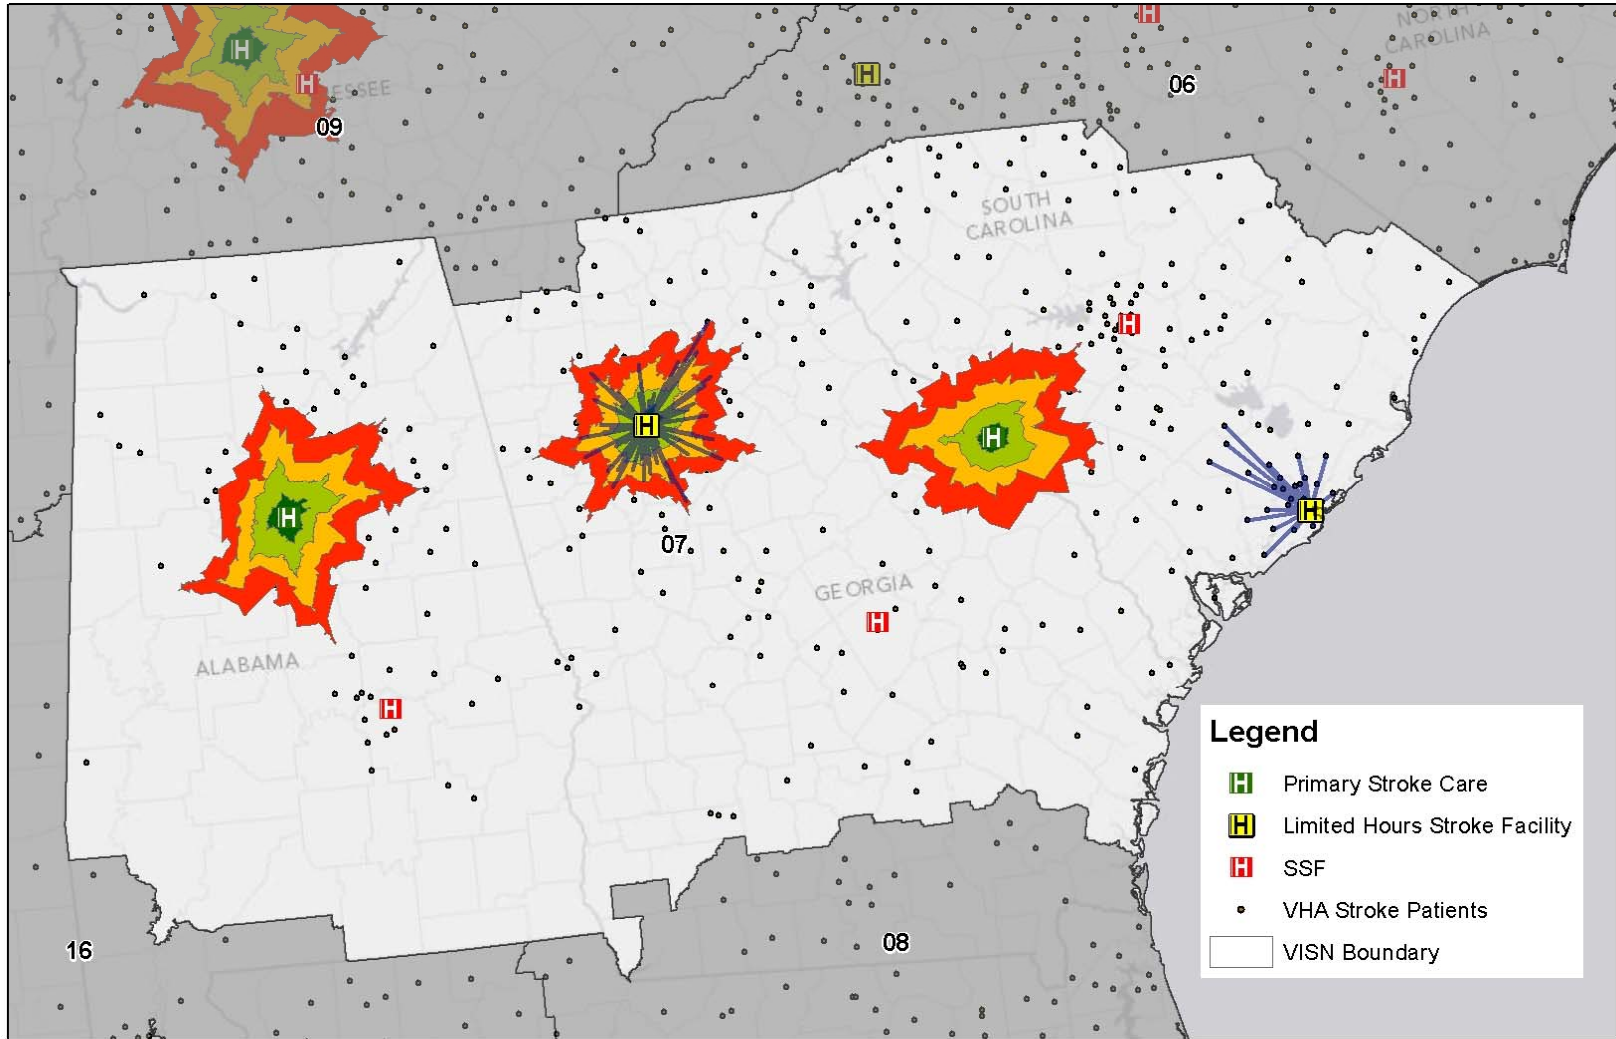 NORTH
CAROLINA
H
H
H
H
H
ESSEE
09
06
SOUTH
CAROLINA
H
H
H
H
H
07
GEORGIA
H
ALABAMA
H
16
08
Legend
H Primary Stroke Care
H Limited Hours Stroke Facility
H SSF
VHA Stroke Patients
VISN Boundary